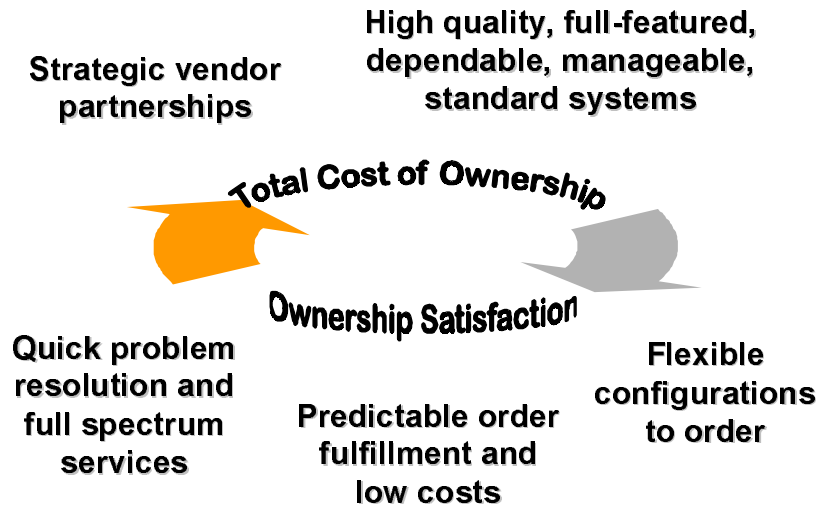 Strategic vendor
partnerships
High quality, full-featured,
dependable, manageable,
standard systems
Total Cost of Ownership
Ownership Satisfaction
Quick problem
resolution and
full spectrum
services
Predictable order
fulfillment and
low costs
Flexible
configurations
to order